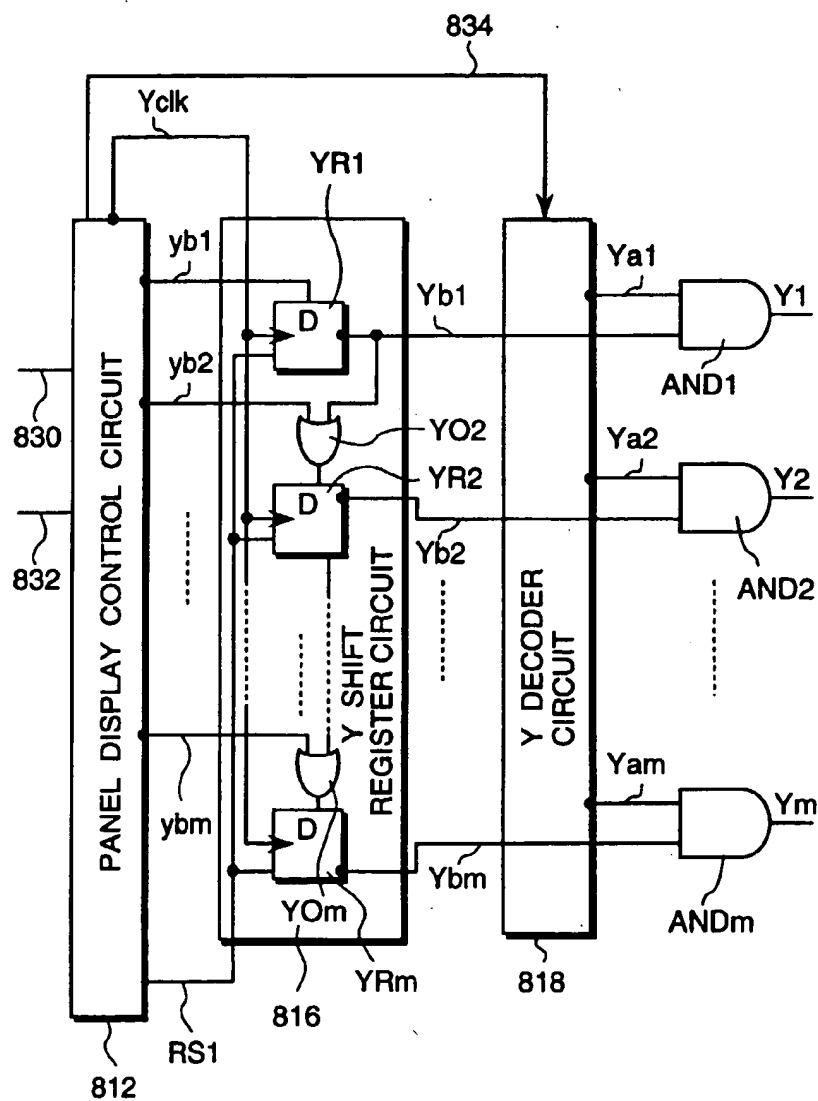 834
Yclk
YR1
yb1
Yb1
Ya1
Y1
D
AND1
yb2
830
YO2
YR2
Ya2
Y2
D
832
Yb2
AND2
PANEL DISPLAY CONTROL CIRCUIT
Y SHIFT
REGISTER CIRCUIT
Y DECODER
CIRCUIT
ybm
Yam
Ym
D
Ybm
YOm
ANDm
YRm
816
818
RS1
812